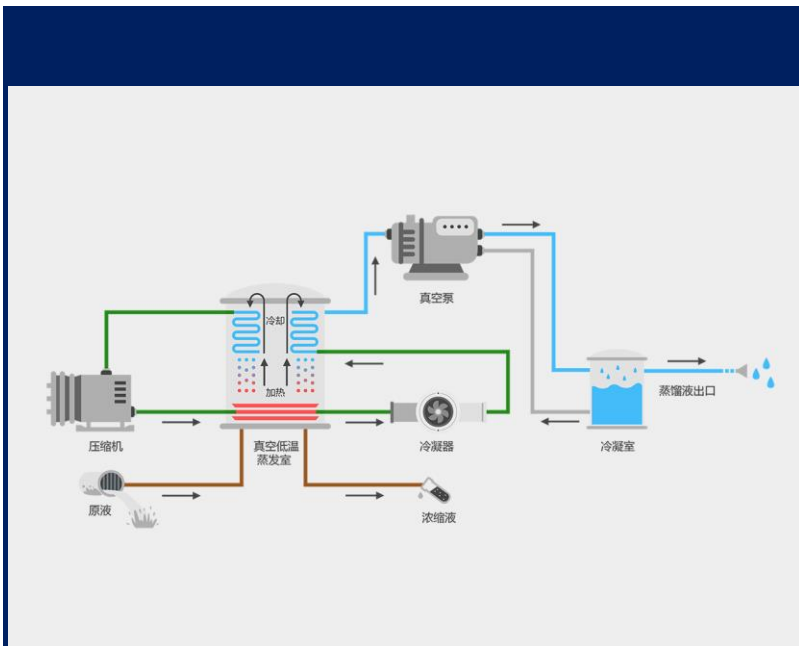 真空泵
冷却
加热
压缩机
真空低温
蒸发室
冷凝器
蒸馏液出口
冷凝室
原液
浓缩液